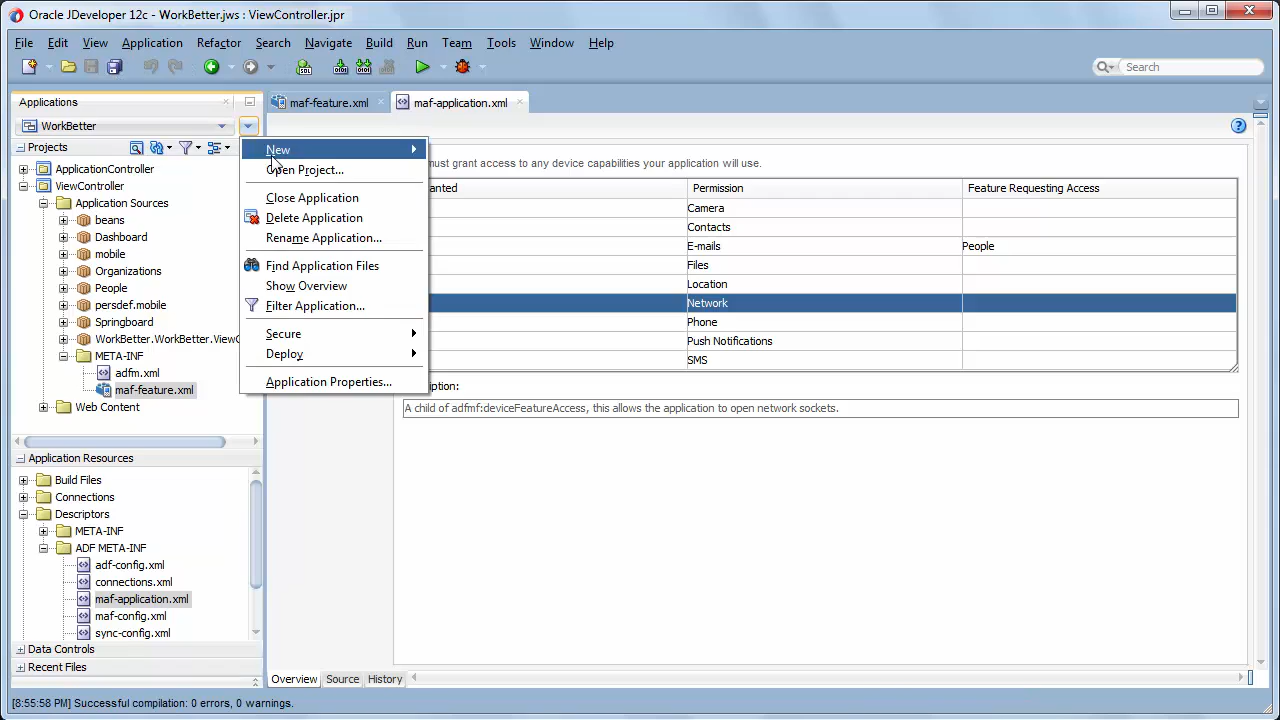 Oracle JDeveloper 12c - WorkBetter.jws : ViewController.jpr
File Edit View Application Refactor Search Navigate Build Run Team Tools Window Help
Search
Applications
maf-feature.xml
maf-application.xml
WorkBetter
Projects
ApplicationController
ViewController
Application Sources
beans
Dashboard
mobile
Organizations
People
persdef.mobile
Springboard
WorkBetter.WorkBetter.ViewC
META-INF
adfm.xml
maf-feature.xml
Web Content
New
Open Project...
Close Application
Delete Application
Rename Application...
Find Application Files
Show Overview
Filter Application...
Secure
Deploy
Application Properties...
must grant access to any device capabilities your application will use.
Permission Feature Requesting Access
Camera
Contacts
E-mails People
Files
Location
Network
Phone
Push Notifications
SMS
A child of adfmf:deviceFeatureAccess, this allows the application to open network sockets.
Application Resources
Build Files
Connections
Descriptors
META-INF
ADF META-INF
adf-config.xml
connections.xml
maf-application.xml
maf-config.xml
sync-config.xml
Data Controls
Recent Files
Overview Source History
[8:55:58 PM] Successful compilation: 0 errors, 0 warnings.